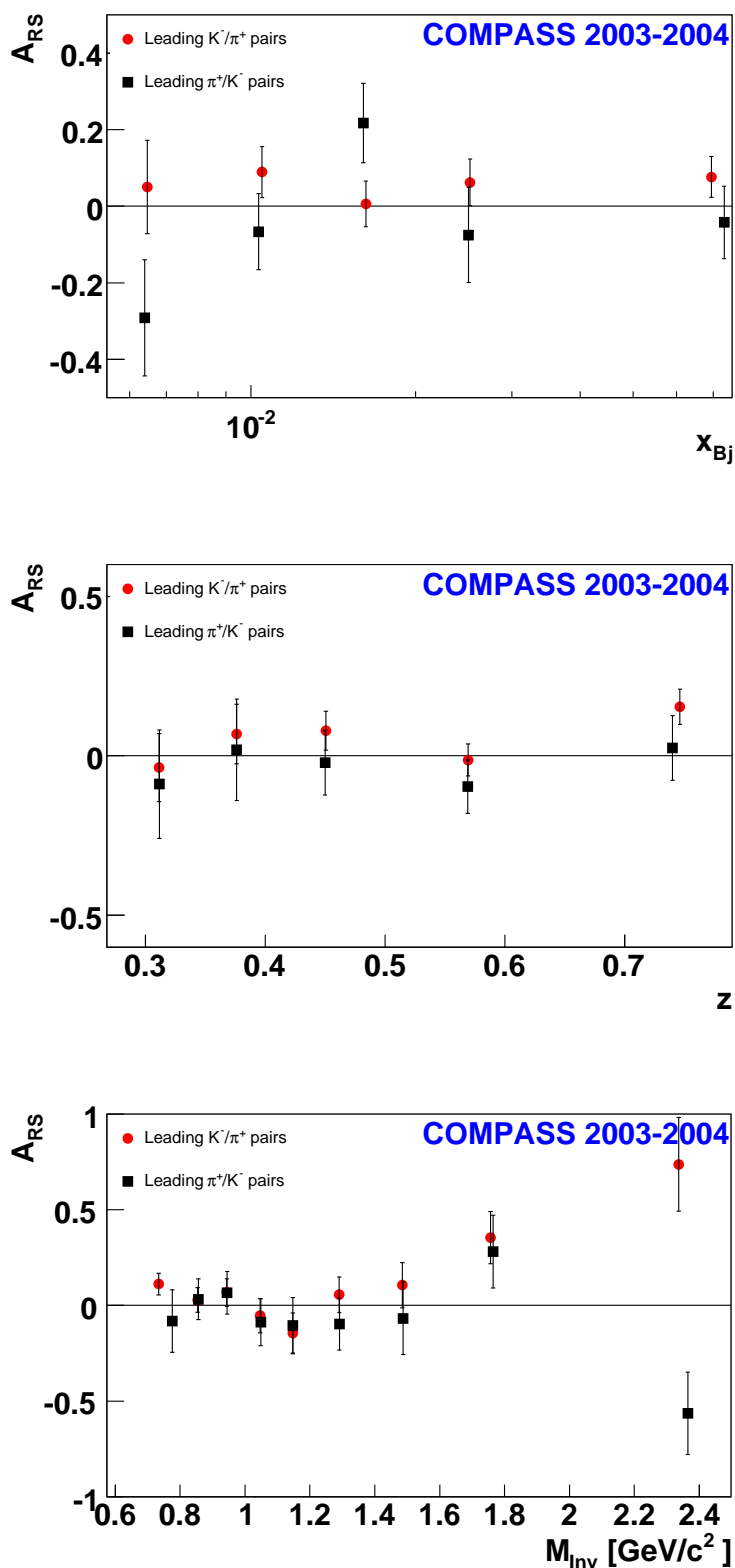 A_RS
COMPASS 2003-2004
Leading K⁻/π⁺ pairs
Leading π⁺/K⁻ pairs
0.4
0.2
0
-0.2
-0.4
10⁻²
x_Bj
A_RS
COMPASS 2003-2004
Leading K⁻/π⁺ pairs
Leading π⁺/K⁻ pairs
0.5
0
-0.5
0.3 0.4 0.5 0.6 0.7
z
A_RS
COMPASS 2003-2004
Leading K⁻/π⁺ pairs
Leading π⁺/K⁻ pairs
1
0.5
0
-0.5
-1
0.6 0.8 1 1.2 1.4 1.6 1.8 2 2.2 2.4
M_Inv [GeV/c²]